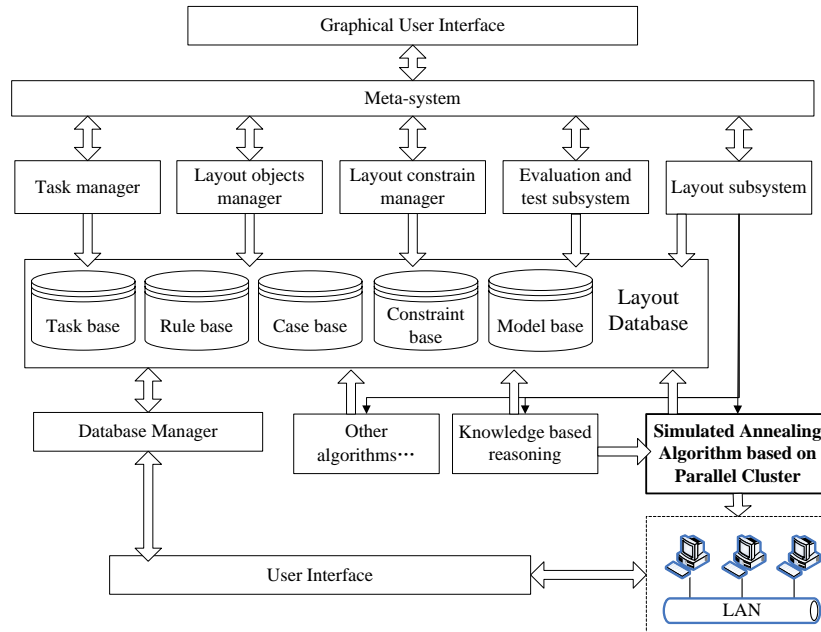 Graphical User Interface
Meta-system
Task manager
Layout objects
manager
Layout constrain
manager
Evaluation and
test subsystem
Layout subsystem
Task base
Rule base
Case base
Constraint
base
Model base
Layout
Database
Database Manager
Other
algorithms⋯
Knowledge based
reasoning
Simulated Annealing
Algorithm based on
Parallel Cluster
User Interface
LAN